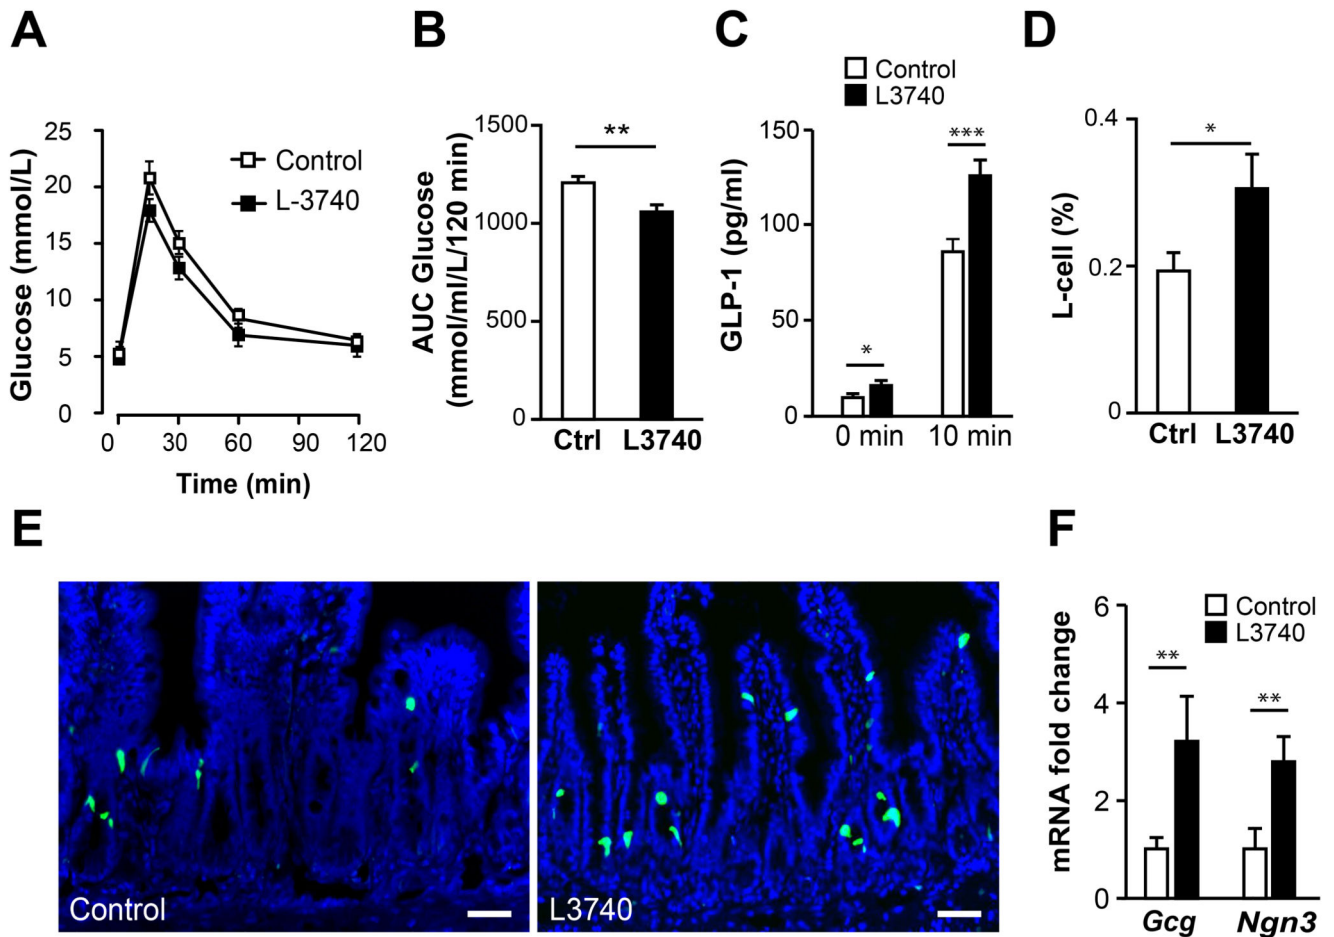 A
25
20
15
10
5
0
Glucose (mmol/L)
Control
L-3740
0
30
60
90
120
Time (min)
B
AUC Glucose
(mmol/ml/L/120 min)
1500
1000
500
0
**
Ctrl
L3740
C
Control
L3740
GLP-1 (pg/ml)
150
100
50
0
*
***
0 min
10 min
D
L-cell (%)
0.4
0.2
0
*
Ctrl
L3740
E
Control
L3740
F
mRNA fold change
6
4
2
0
Control
L3740
**
**
Gcg
Ngn3